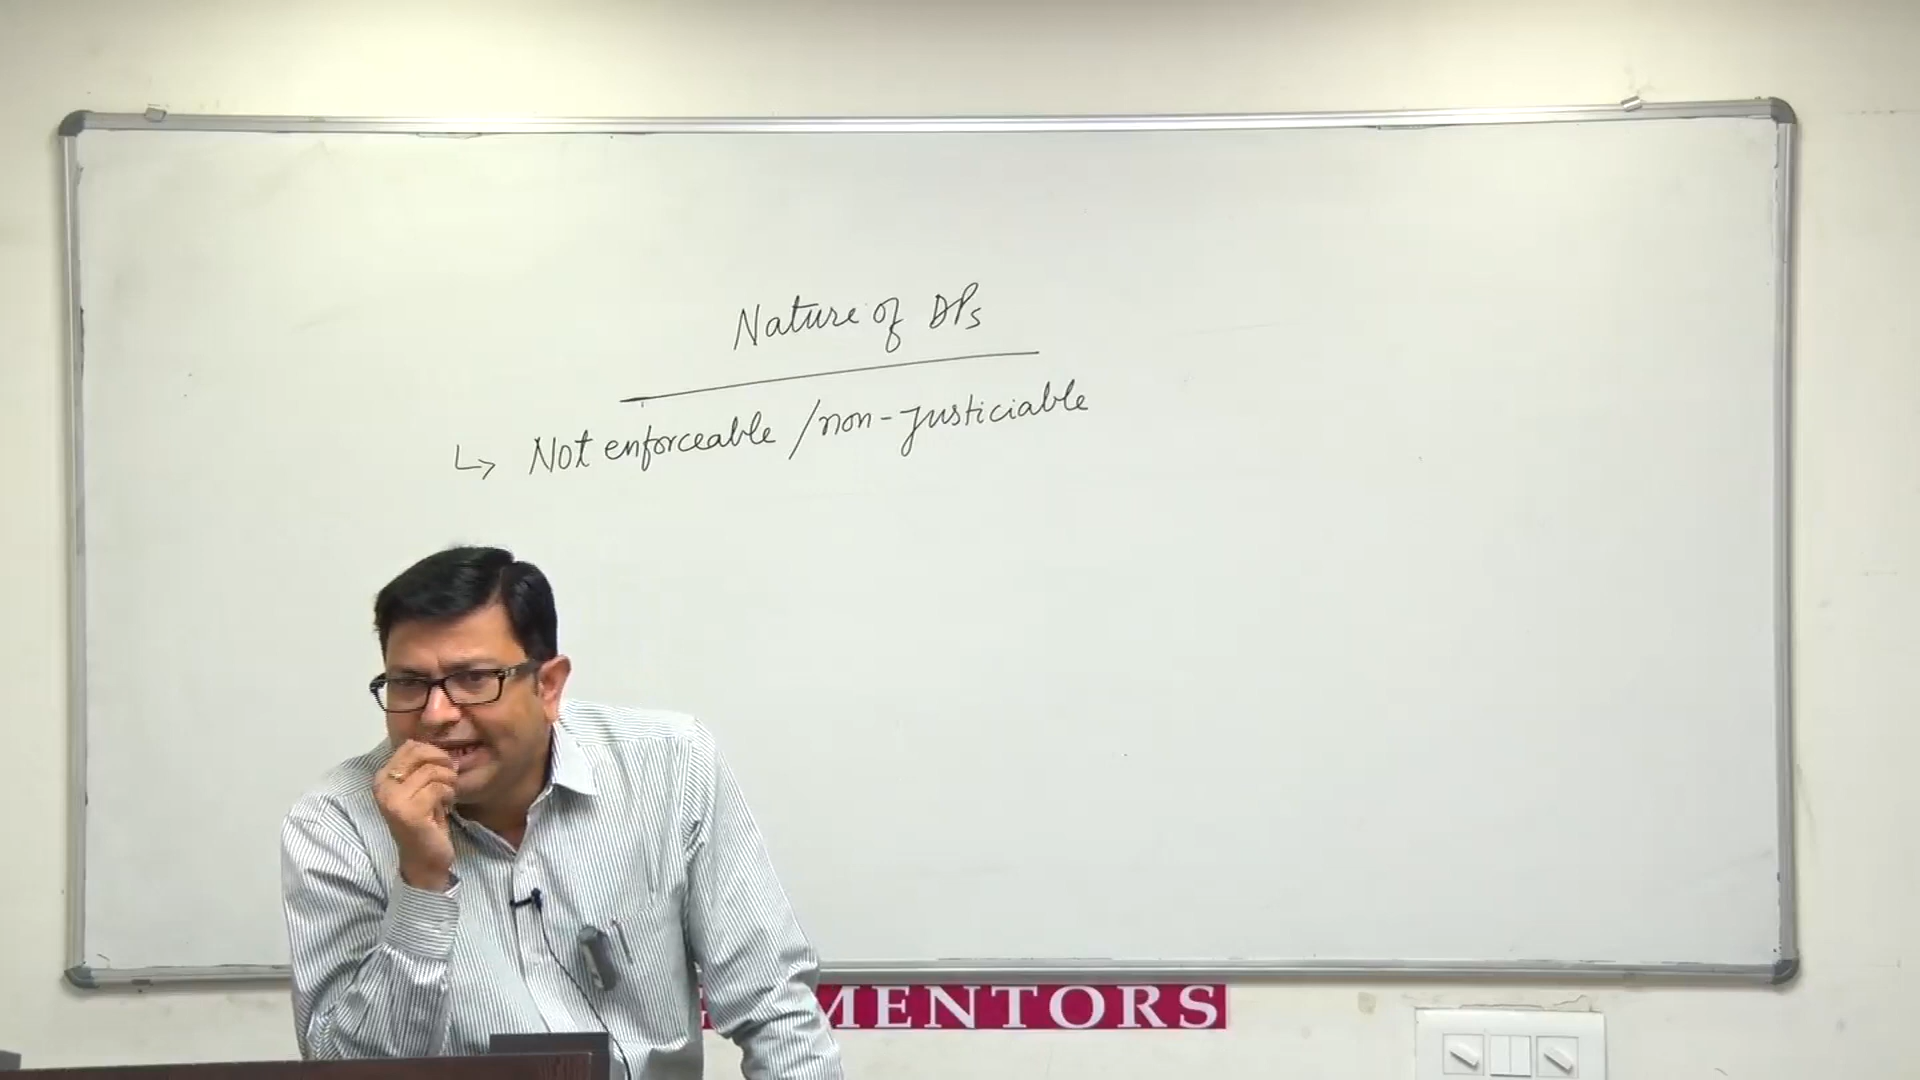 Nature of DPs
↳ Not enforceable / non-justiciable
MENTORS